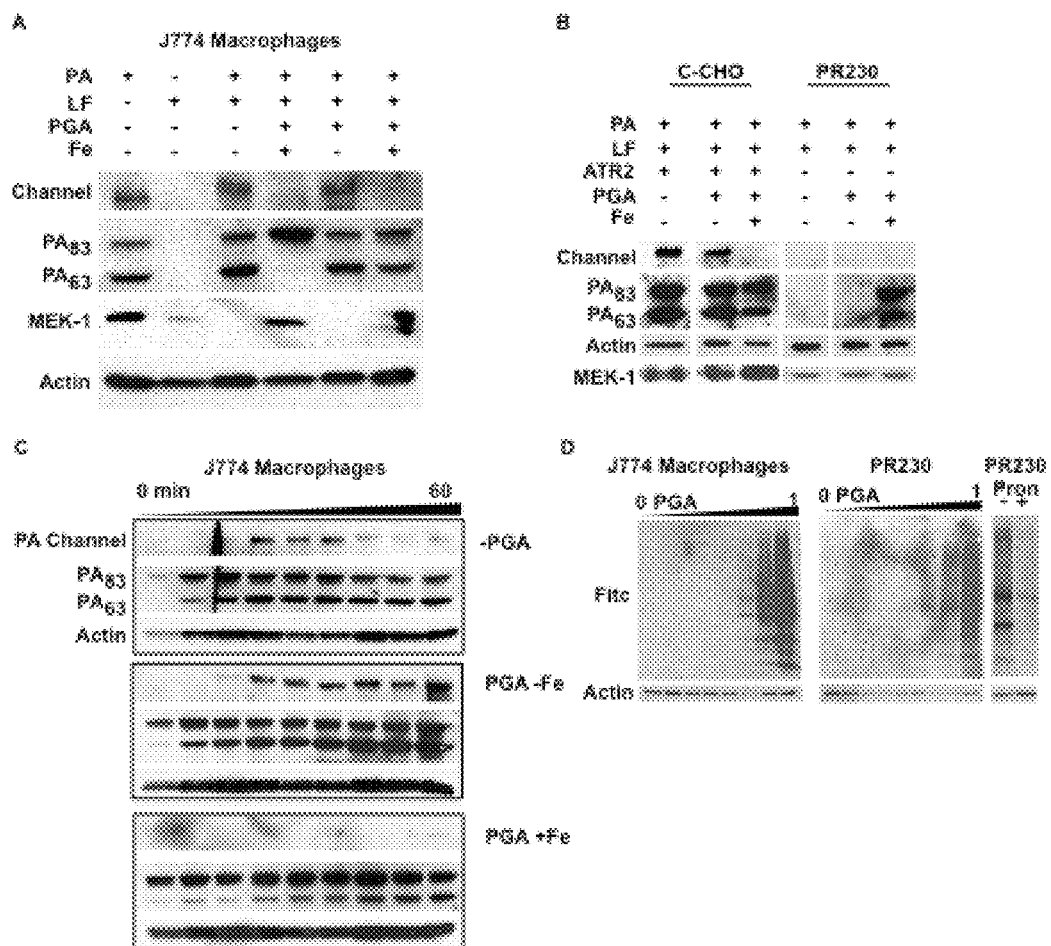 A
J774 Macrophages
PA + - + + + +
LF - + + + + +
PGA - - - + + +
Fe - - - + - +
Channel
PA83
PA63
MEK-1
Actin
B
C-CHO PR230
PA + + + + + +
LF + + + + + +
ATR2 + + + - - -
PGA - + + - + +
Fe - - + - - +
Channel
PA83
PA63
Actin
MEK-1
C
J774 Macrophages
0 min 60
PA Channel
-PGA
PA83
PA63
Actin
PGA -Fe
PGA +Fe
D
J774 Macrophages PR230 PR230
0 PGA 1 0 PGA 1 Pron
- +
Fitc
Actin